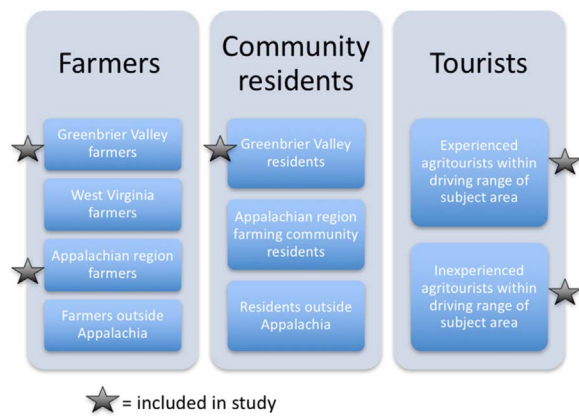 Farmers
Greenbrier Valley
farmers
West Virginia
farmers
Appalachian region
farmers
Farmers outside
Appalachia
Community
residents
Greenbrier Valley
residents
Appalachian region
farming community
residents
Residents outside
Appalachia
Tourists
Experienced
agritourists within
driving range of
subject area
Inexperienced
agritourists within
driving range of
subject area
= included in study